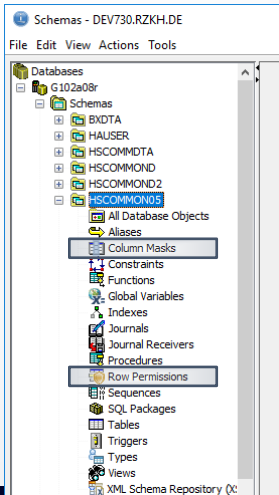 Schemas - DEV730.RZKH.DE
File Edit View Actions Tools
Databases
G102a08r
Schemas
BXDTA
HAUSER
HSCOMMDTA
HSCOMMOND
HSCOMMOND2
HSCOMMON05
All Database Objects
Aliases
Column Masks
Constraints
Functions
Global Variables
Indexes
Journals
Journal Receivers
Procedures
Row Permissions
Sequences
SQL Packages
Tables
Triggers
Types
Views
XML Schema Repository (X